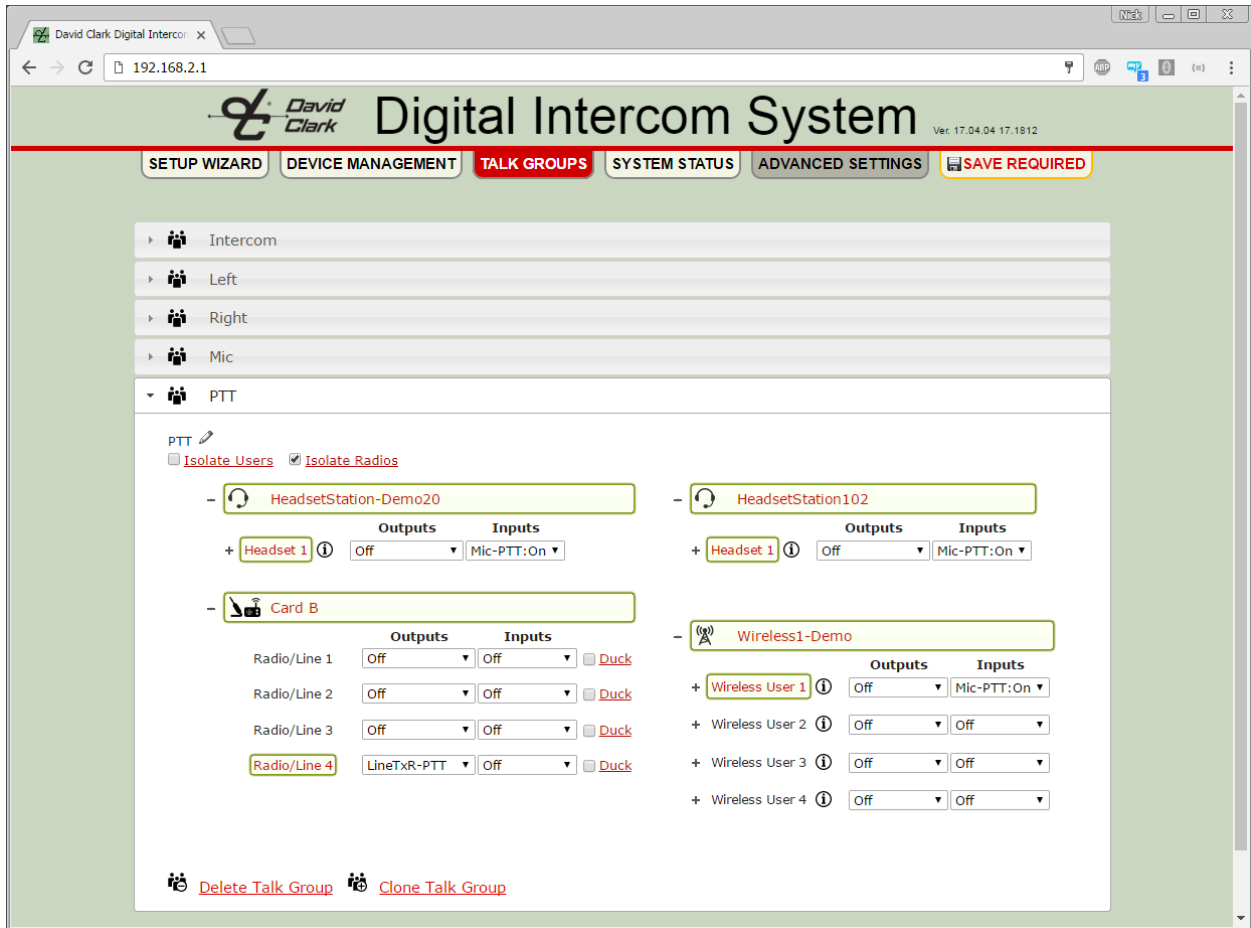 Nick
David Clark Digital Intercor
192.168.2.1
ABP
3
David Clark Digital Intercom System Ver. 17.04.04 17.1812
SETUP WIZARD DEVICE MANAGEMENT TALK GROUPS SYSTEM STATUS ADVANCED SETTINGS SAVE REQUIRED
Intercom
Left
Right
Mic
PTT
PTT
Isolate Users Isolate Radios
HeadsetStation-Demo20
Outputs Inputs
Headset 1 Off Mic-PTT:On
HeadsetStation102
Outputs Inputs
Headset 1 Off Mic-PTT:On
Card B
Outputs Inputs
Radio/Line 1 Off Off Duck
Radio/Line 2 Off Off Duck
Radio/Line 3 Off Off Duck
Radio/Line 4 LineTxR-PTT Off Duck
Wireless1-Demo
Outputs Inputs
Wireless User 1 Off Mic-PTT:On
Wireless User 2 Off Off
Wireless User 3 Off Off
Wireless User 4 Off Off
Delete Talk Group Clone Talk Group